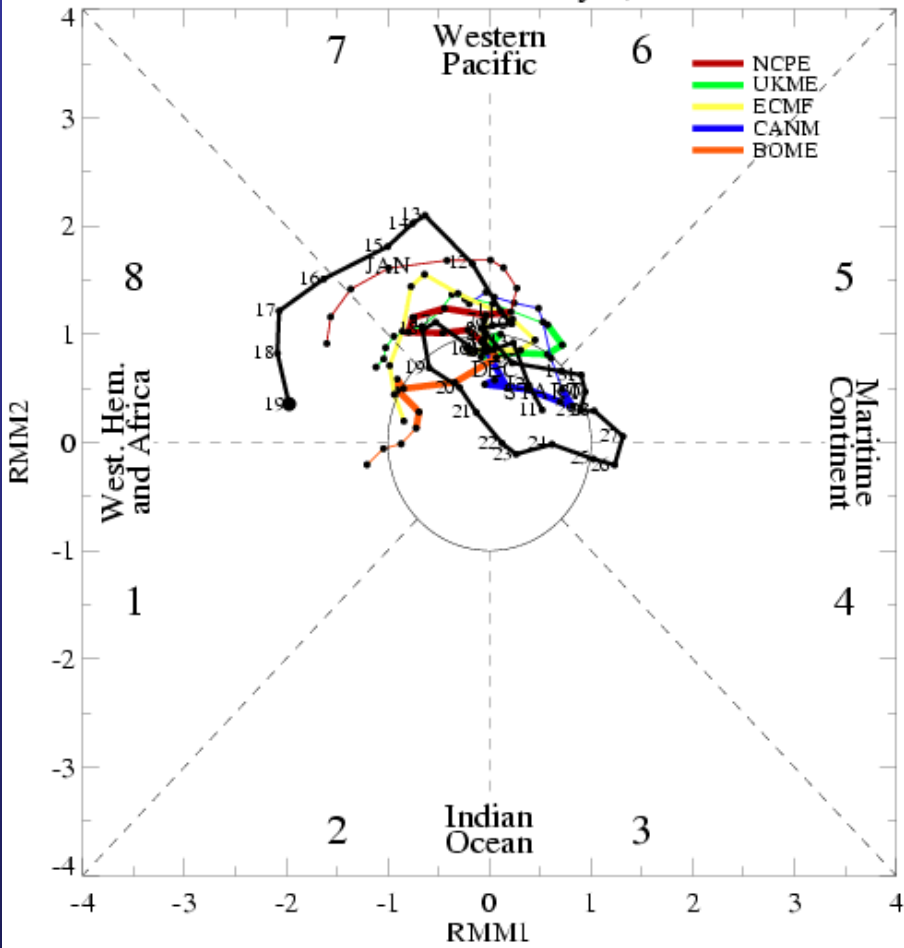 4
7
Western
Pacific
6
NCPE
UKME
ECMF
CANM
BOME
3
2
13
14
15
JAN
12
16
8
5
17
1
18
19
19
20
21
11
22
23
24
25
26
27
West. Hem.
and Africa
Maritime
Continent
RMM2
0
-1
1
4
-2
-3
2
Indian
Ocean
3
-4
-4
-3
-2
-1
0
1
2
3
4
RMM1